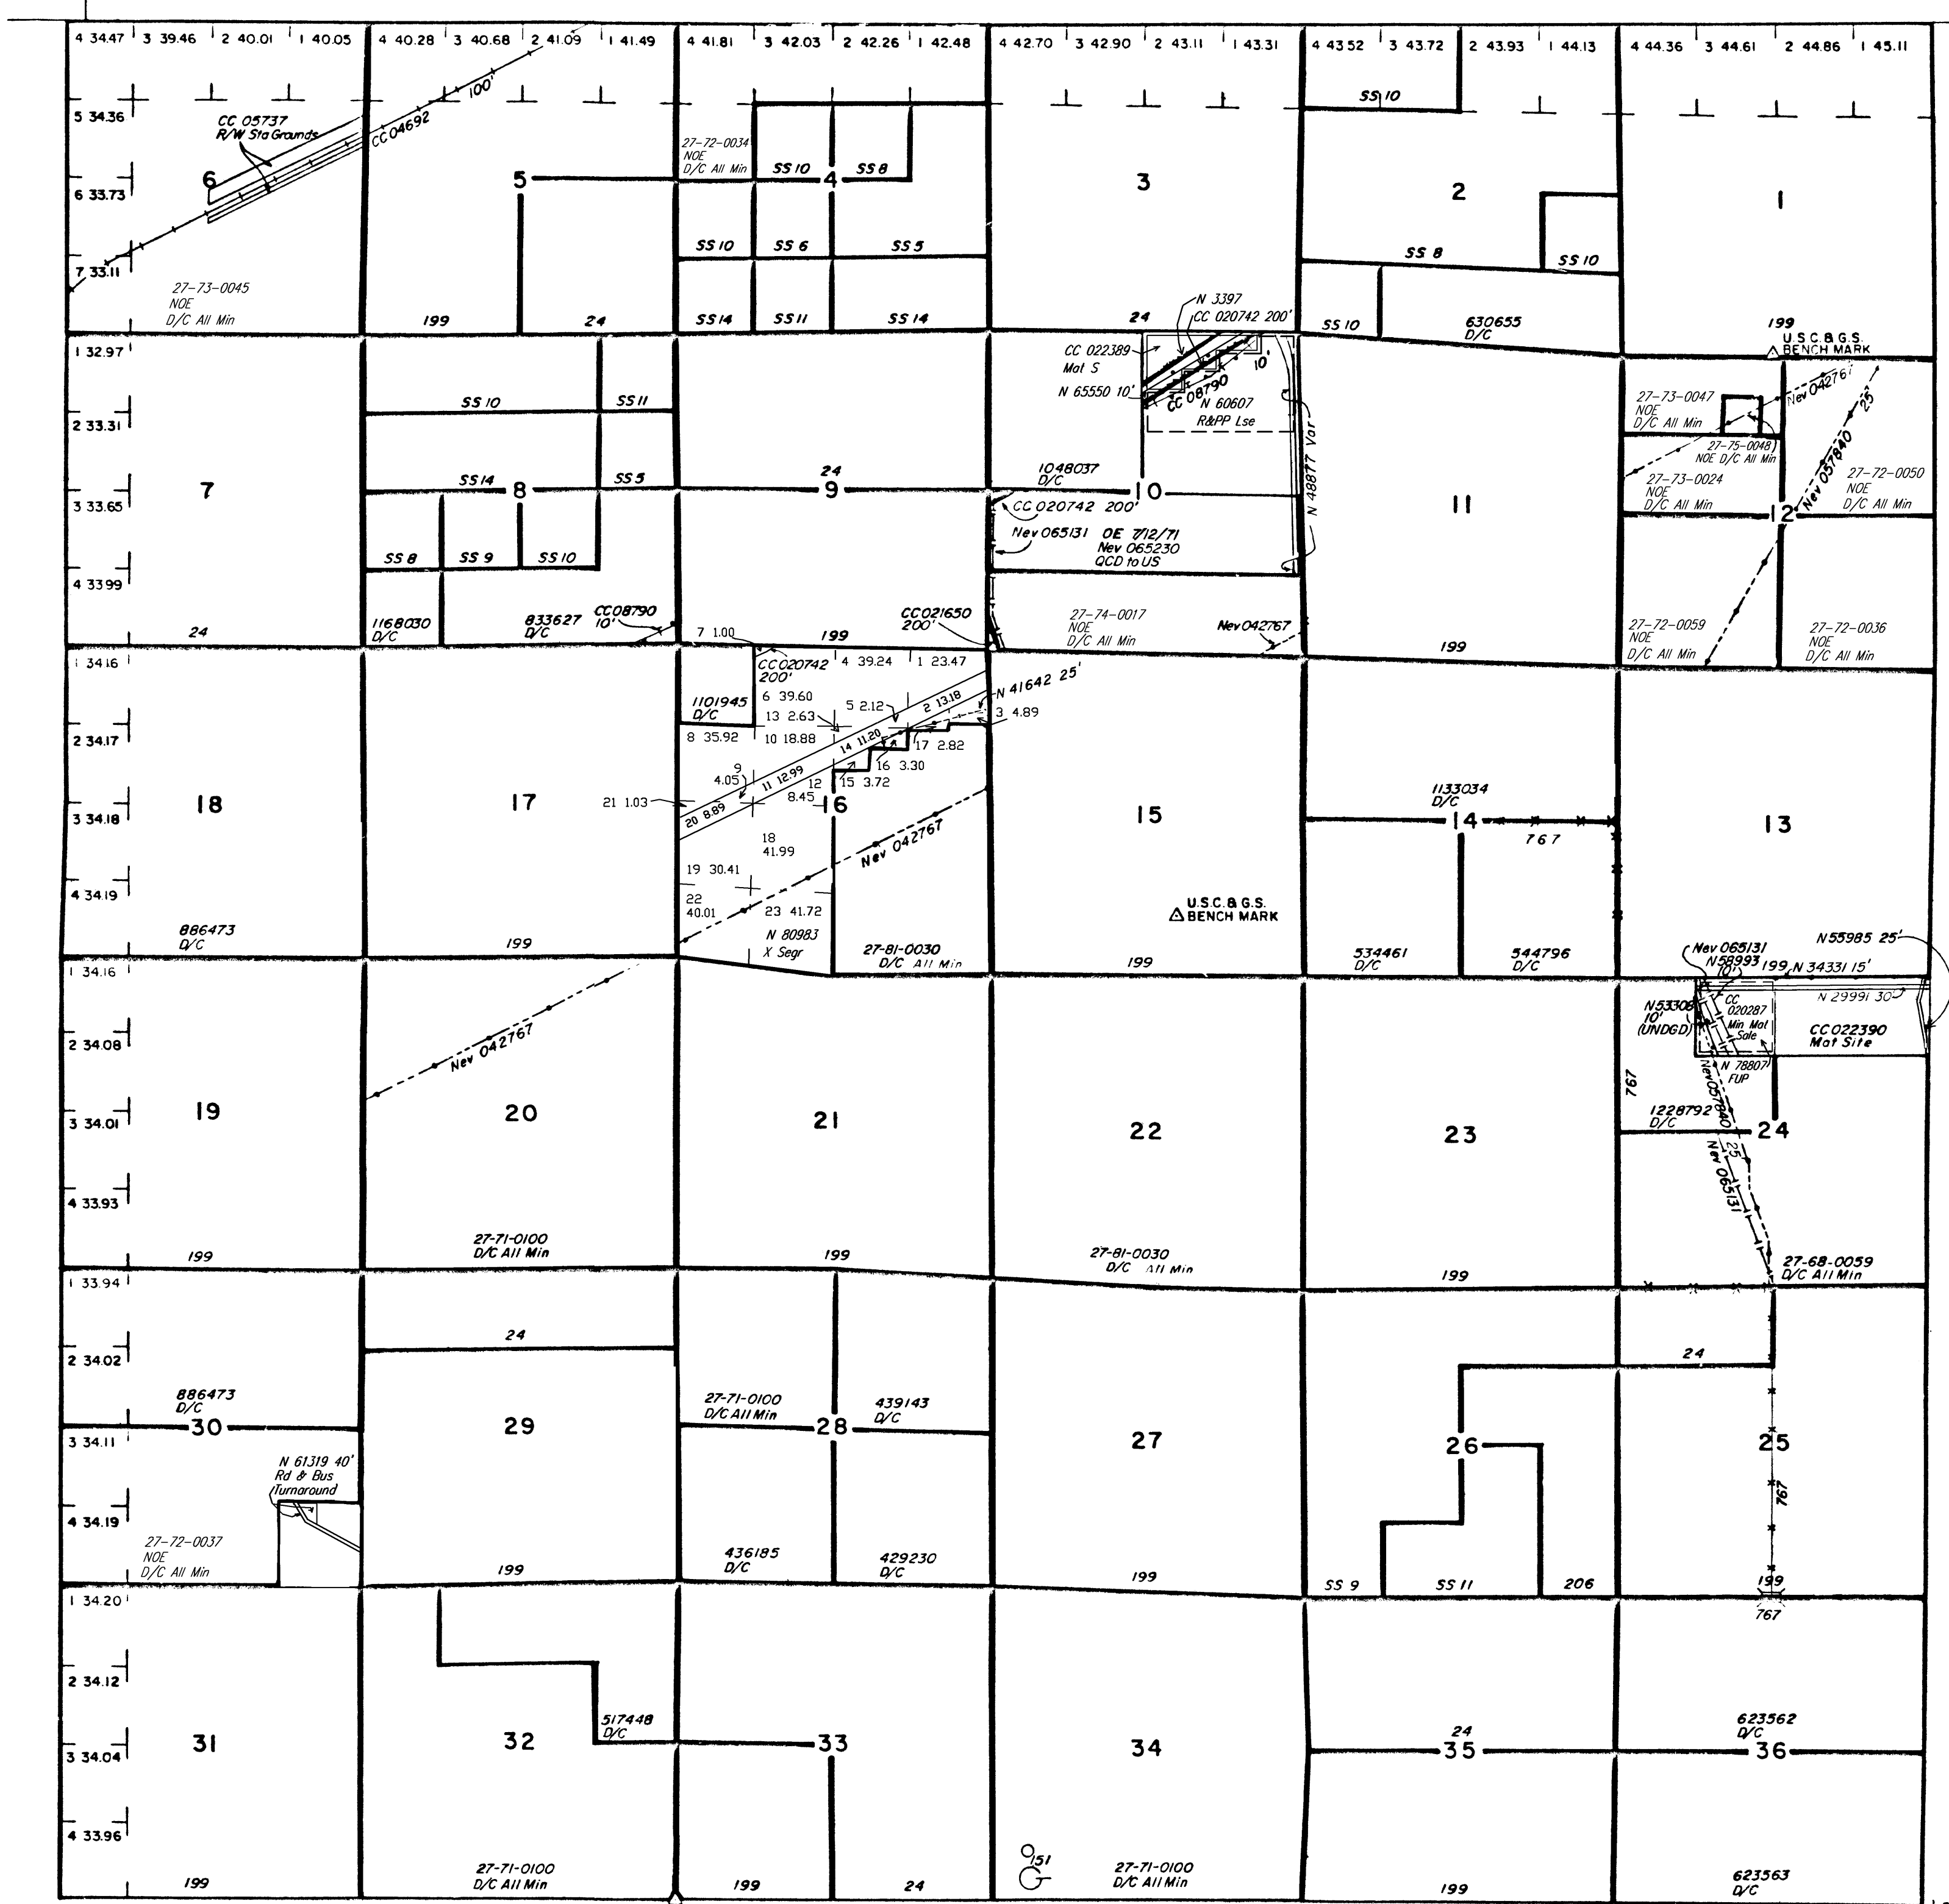 4 34.47 3 39.46 2 40.01 1 40.05 4 40.28 3 40.68 2 41.09 1 41.49 4 41.81 3 42.03 2 42.26 1 42.48 4 42.70 3 42.90 2 43.11 1 43.31 4 43.52 3 43.72 2 43.93 1 44.13 4 44.36 3 44.61 2 44.86 1 45.11
5 34.36
6 33.73
7 33.11
CC 05737
R/W Sta Grounds
CC 04692
100'
6
27-73-0045
NOE
D/C All Min
5
199
24
27-72-0034
NOE
D/C All Min
SS 10
SS 8
4
SS 10
SS 6
SS 5
SS 14
SS 11
SS 14
3
24
SS 10
2
SS 8
SS 10
SS 10
630655
D/C
1
199
U.S.C.& G.S.
BENCH MARK
1 32.97
2 33.31
3 33.65
4 33.99
7
24
SS 10
SS 11
SS 14
8
SS 5
SS 8
SS 9
SS 10
1168030
D/C
833627
D/C
CC 08790
10'
24
9
199
CC 021650
200'
N 3397
CC 020742 200'
CC 022389
Mat S
N 65550 10'
CC 08790
10'
N 60607
R&PP Lse
N 48877 Var
1048037
D/C
10
CC 020742 200'
Nev 065131
OE 7/12/71
Nev 065230
QCD to US
27-74-0017
NOE
D/C All Min
Nev 042767
11
199
27-73-0047
NOE
D/C All Min
27-75-0048
NOE D/C All Min
Nev 042767
25'
Nev 057840
27-73-0024
NOE
D/C All Min
27-72-0050
NOE
D/C All Min
12
27-72-0059
NOE
D/C All Min
27-72-0036
NOE
D/C All Min
1 34.16
2 34.17
3 34.18
4 34.19
18
886473
D/C
17
199
7 1.00
CC 020742
200'
4 39.24
1 23.47
1101945
D/C
6 39.60
5 2.12
2 13.18
N 41642 25'
3 4.89
13 2.63
8 35.92
10 18.88
14 11.20
17 2.82
16 3.30
9
4.05
11 12.99
12
8.45
15 3.72
21 1.03
20 8.89
16
18
41.99
Nev 042767
19 30.41
22
40.01
23 41.72
N 80983
X Segr
27-81-0030
D/C All Min
15
U.S.C.& G.S.
BENCH MARK
199
1133034
D/C
14
767
534461
D/C
544796
D/C
13
199
1 34.16
2 34.08
3 34.01
4 33.93
19
199
Nev 042767
20
27-71-0100
D/C All Min
21
199
22
27-81-0030
D/C All Min
23
199
Nev 065131
N 58993
10'
N 34331 15'
N 55985 25'
N 29991 30'
N 53308
10'
(UNDGD)
CC
020287
Min Mat
Sale
CC 022390
Mat Site
N 78807
FUP
767
Nev 057840
25
Nev 065131
1228792
D/C
24
27-68-0059
D/C All Min
1 33.94
2 34.02
3 34.11
4 34.19
886473
D/C
30
N 61319 40'
Rd & Bus
Turnaround
27-72-0037
NOE
D/C All Min
24
29
199
27-71-0100
D/C All Min
439143
D/C
28
436185
D/C
429230
D/C
27
199
26
SS 9
SS 11
206
24
25
767
199
767
1 34.20
2 34.12
3 34.04
4 33.96
31
199
32
517448
D/C
27-71-0100
D/C All Min
33
199
24
34
151
27-71-0100
D/C All Min
24
35
199
623562
D/C
36
623563
D/C